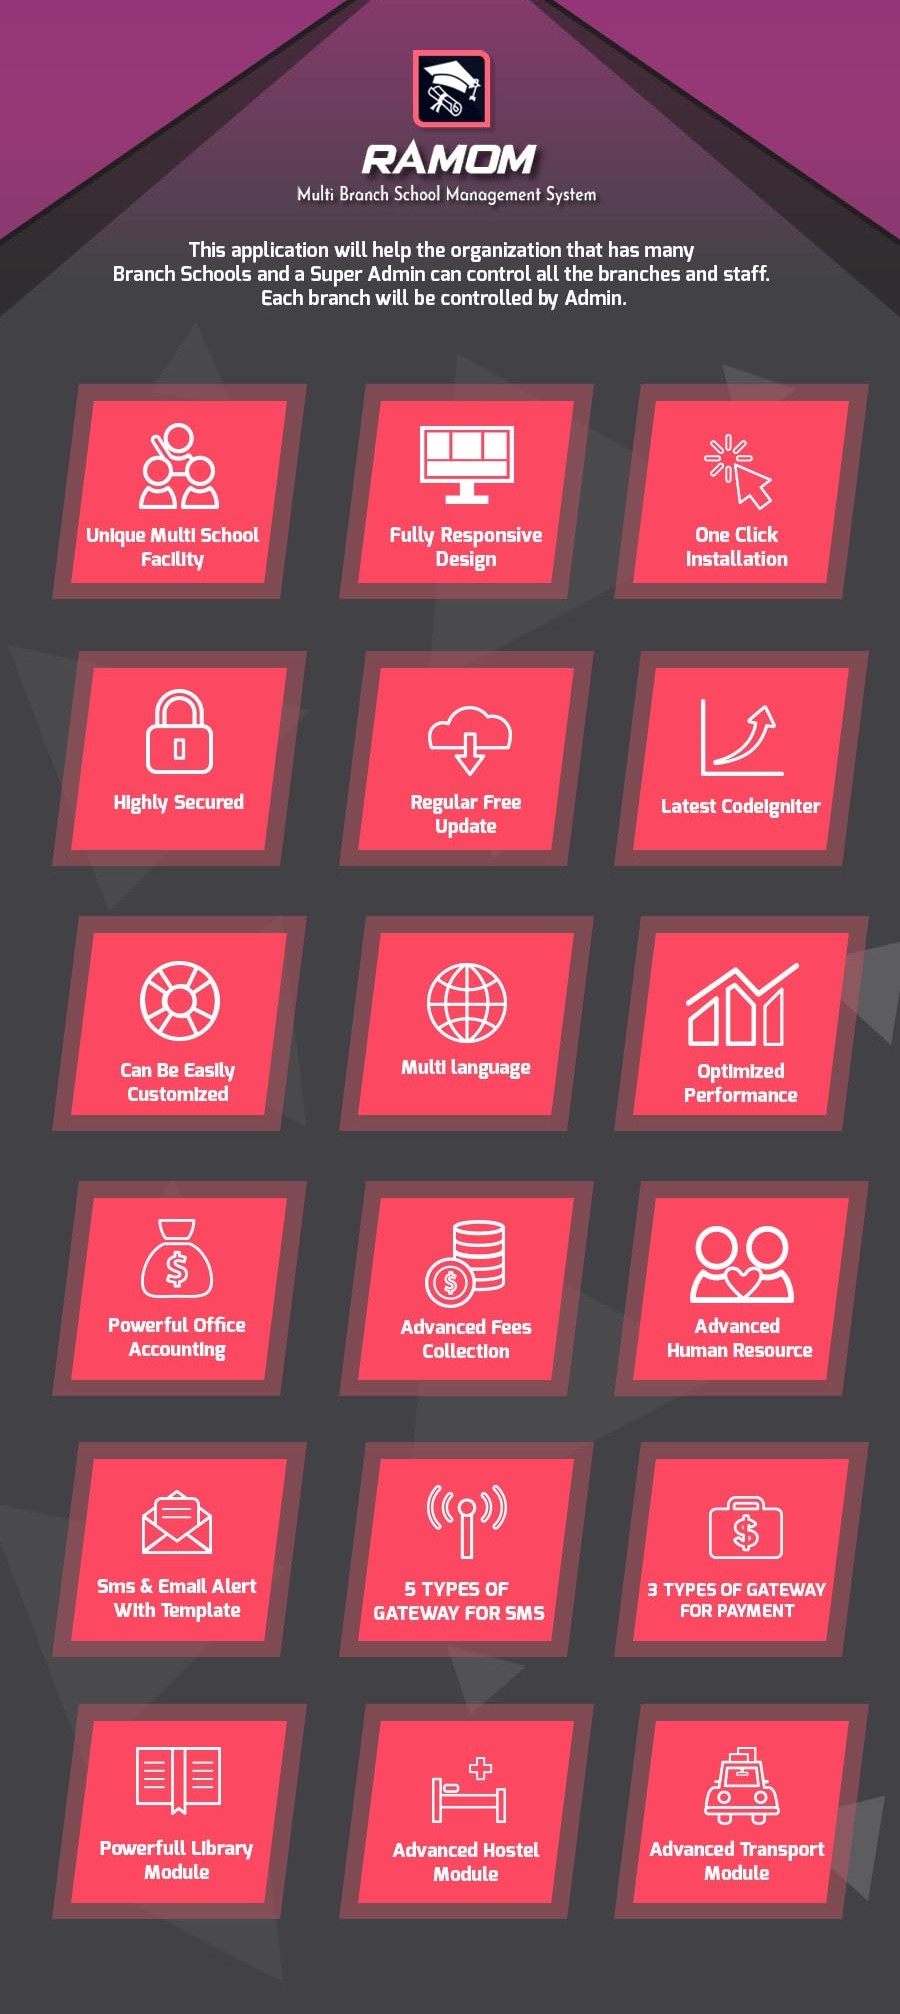 RAMOM
Multi Branch School Management System
This application will help the organization that has many
Branch Schools and a Super Admin can control all the branches and staff.
Each branch will be controlled by Admin.
Unique Multi School
Facility
Fully Responsive
Design
One Click
Installation
Highly Secured
Regular Free
Update
Latest CodeIgniter
Can Be Easily
Customized
Multi language
Optimized
Performance
$
Powerful Office
Accounting
$
Advanced Fees
Collection
Advanced
Human Resource
Sms & Email Alert
With Template
5 TYPES OF
GATEWAY FOR SMS
$
3 TYPES OF GATEWAY
FOR PAYMENT
Powerfull Library
Module
Advanced Hostel
Module
Advanced Transport
Module